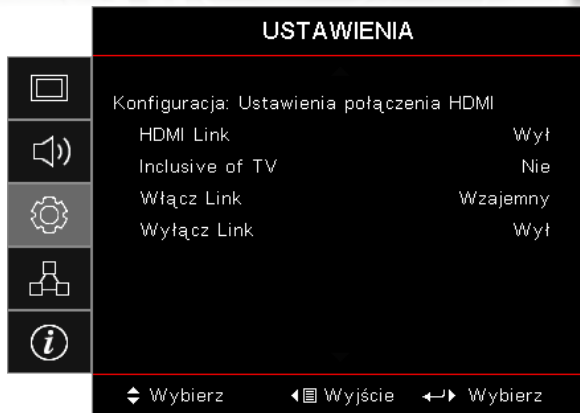 USTAWIENIA
Konfiguracja: Ustawienia połączenia HDMI
HDMI Link Wył
Inclusive of TV Nie
Włącz Link Wzajemny
Wyłącz Link Wył
Wybierz Wyjście Wybierz